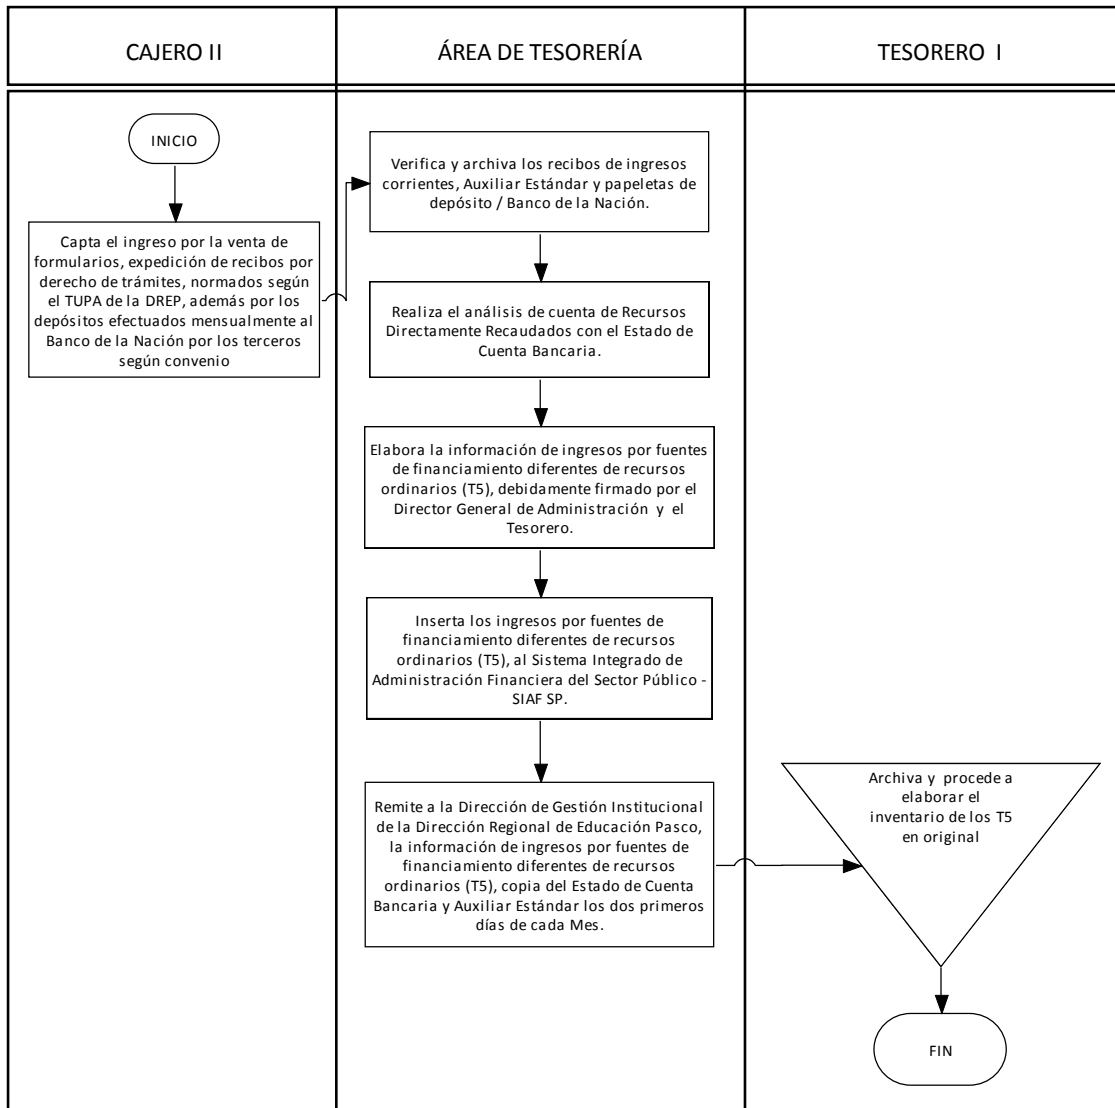 CAJERO II
ÁREA DE TESORERÍA
TESORERO I
INICIO
Capta el ingreso por la venta de
formularios, expedición de recibos por
derecho de trámites, normados según
el TUPA de la DREP, además por los
depósitos efectuados mensualmente al
Banco de la Nación por los terceros
según convenio
Verifica y archiva los recibos de ingresos
corrientes, Auxiliar Estándar y papeletas de
depósito / Banco de la Nación.
Realiza el análisis de cuenta de Recursos
Directamente Recaudados con el Estado de
Cuenta Bancaria.
Elabora la información de ingresos por fuentes
de financiamiento diferentes de recursos
ordinarios (T5), debidamente firmado por el
Director General de Administración y el
Tesorero.
Inserta los ingresos por fuentes de
financiamiento diferentes de recursos
ordinarios (T5), al Sistema Integrado de
Administración Financiera del Sector Público -
SIAF SP.
Remite a la Dirección de Gestión Institucional
de la Dirección Regional de Educación Pasco,
la información de ingresos por fuentes de
financiamiento diferentes de recursos
ordinarios (T5), copia del Estado de Cuenta
Bancaria y Auxiliar Estándar los dos primeros
días de cada Mes.
Archiva y procede a
elaborar el
inventario de los T5
en original
FIN